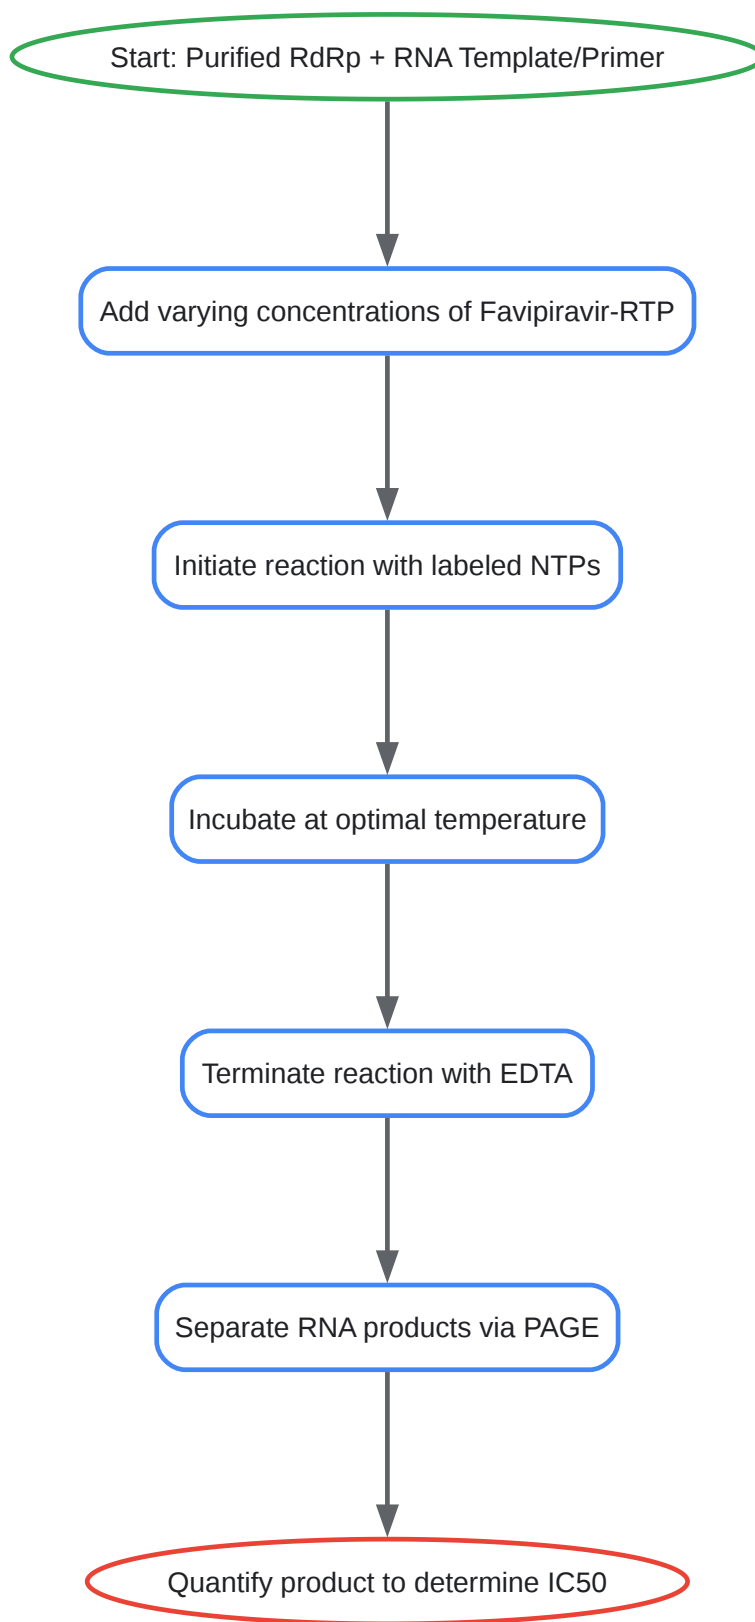 Start: Purified RdRp + RNA Template/Primer
Add varying concentrations of Favipiravir-RTP
Initiate reaction with labeled NTPs
Incubate at optimal temperature
Terminate reaction with EDTA
Separate RNA products via PAGE
Quantify product to determine IC50